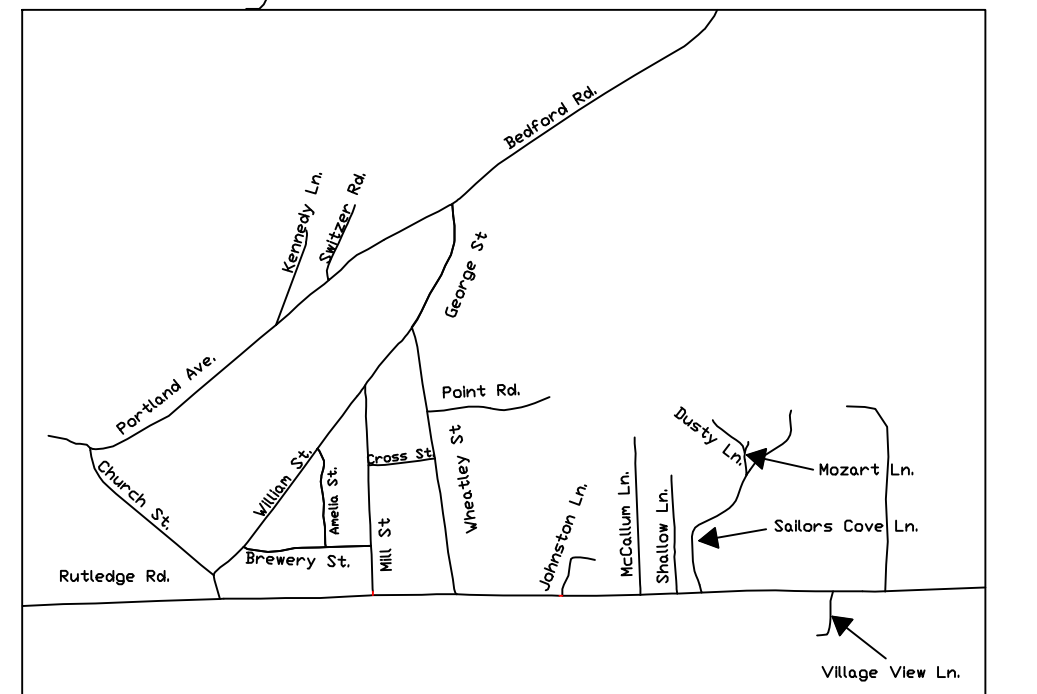 Bedford Rd.
Kennedy Ln.
Switzer Rd.
George St
Portland Ave.
Point Rd.
Dusty Ln.
Church St.
William St.
Cross St
Wheatley St
Mozart Ln.
Amelia St.
Mill St
Johnston Ln.
McCallum Ln.
Shallow Ln.
Sailors Cove Ln.
Brewery St.
Rutledge Rd.
Village View Ln.